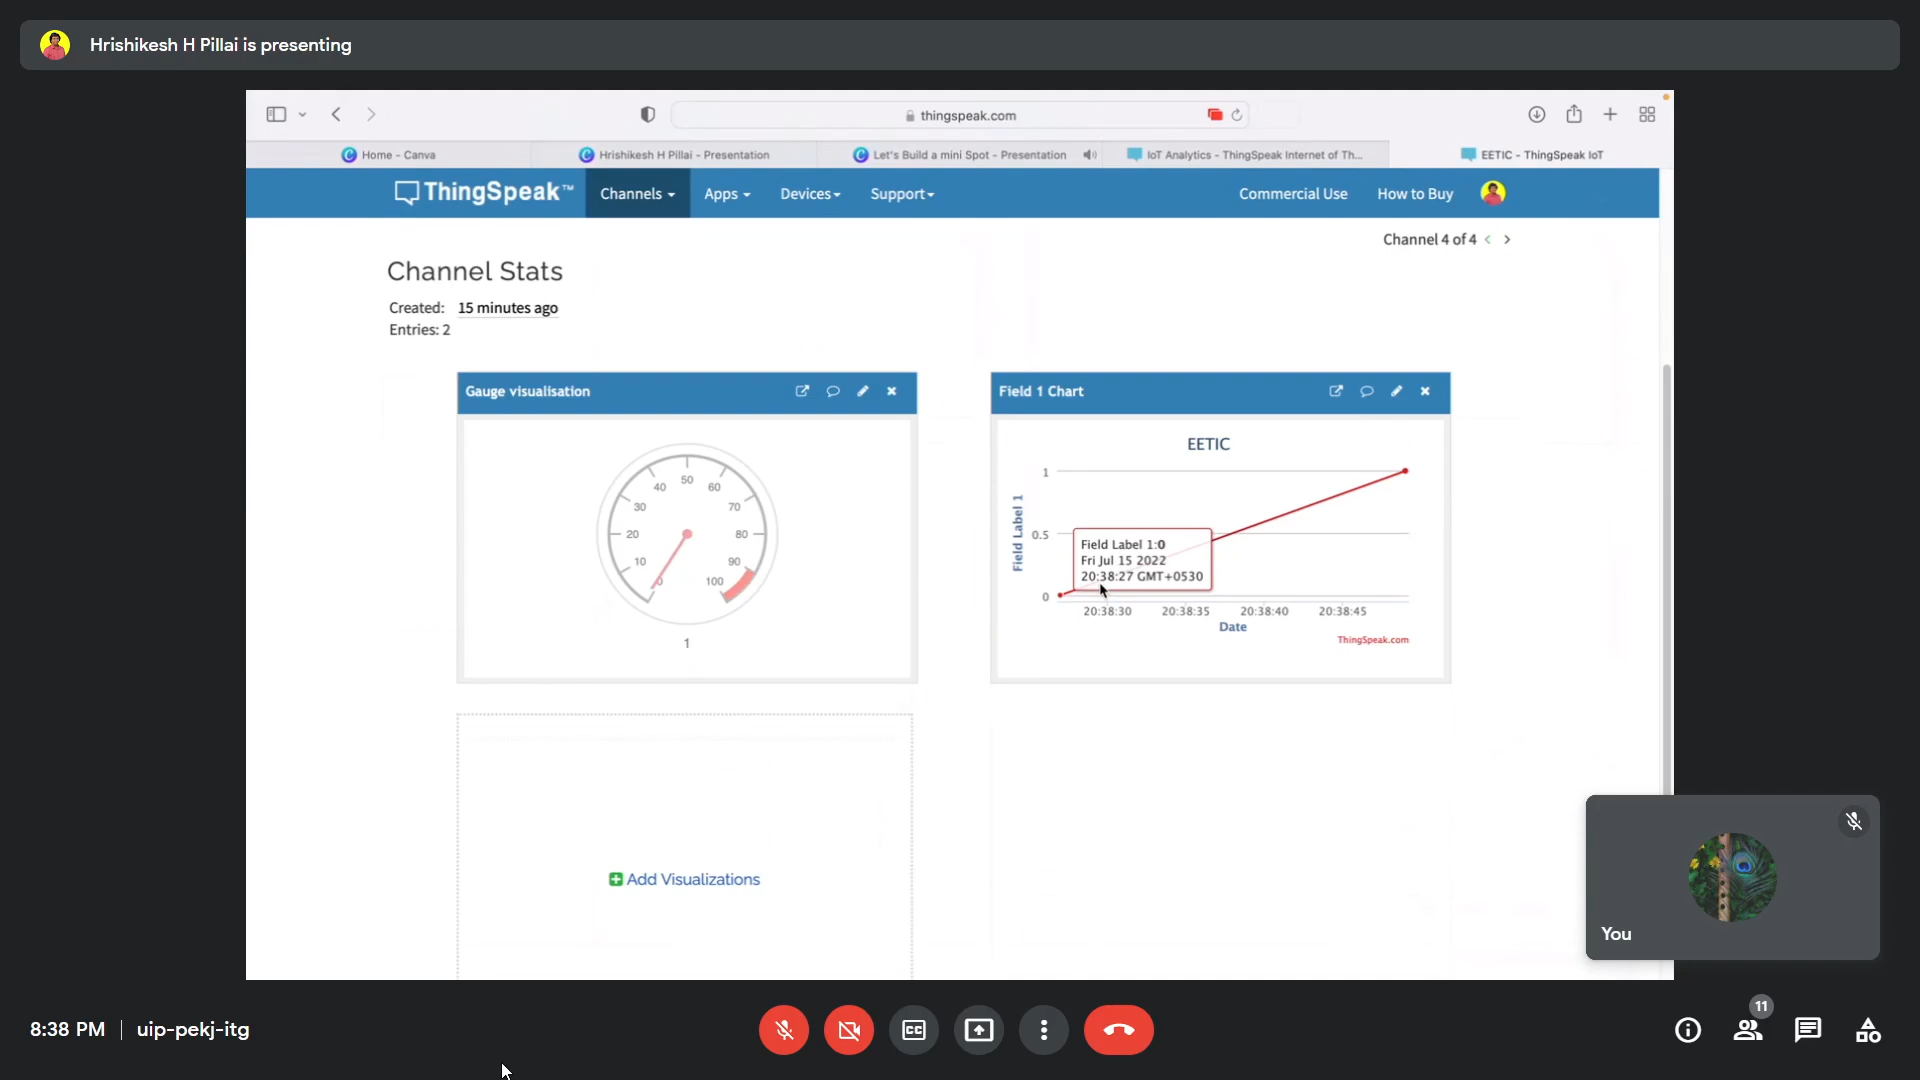 Hrishikesh H Pillai is presenting
thingspeak.com
Home - Canva
Hrishikesh H Pillai - Presentation
Let's Build a mini Spot - Presentation
IoT Analytics - ThingSpeak Internet of Th...
EETIC - ThingSpeak IoT
ThingSpeak™
Channels
Apps
Devices
Support
Commercial Use
How to Buy
Channel 4 of 4 < >
Channel Stats
Created: 15 minutes ago
Entries: 2
Gauge visualisation
0
10
20
30
40
50
60
70
80
90
100
1
Field 1 Chart
EETIC
Field Label 1
1
0.5
0
Field Label 1:0
Fri Jul 15 2022
20:38:27 GMT+0530
20:38:30 20:38:35 20:38:40 20:38:45
Date
ThingSpeak.com
Add Visualizations
You
8:38 PM | uip-pekj-itg
CC
11